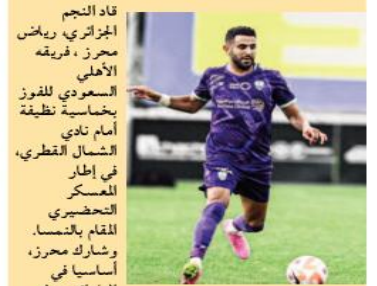 قاد النجم
الجزائري، رياض
محرز ، فريقه
الأهلي
السعودي للفوز
بخماسية نظيفة
أمام نادي
الشمال القطري،
في إطار
المعسكر
التحضيري
المقام بالنمسا.
وشارك محرز،
أساسيا في